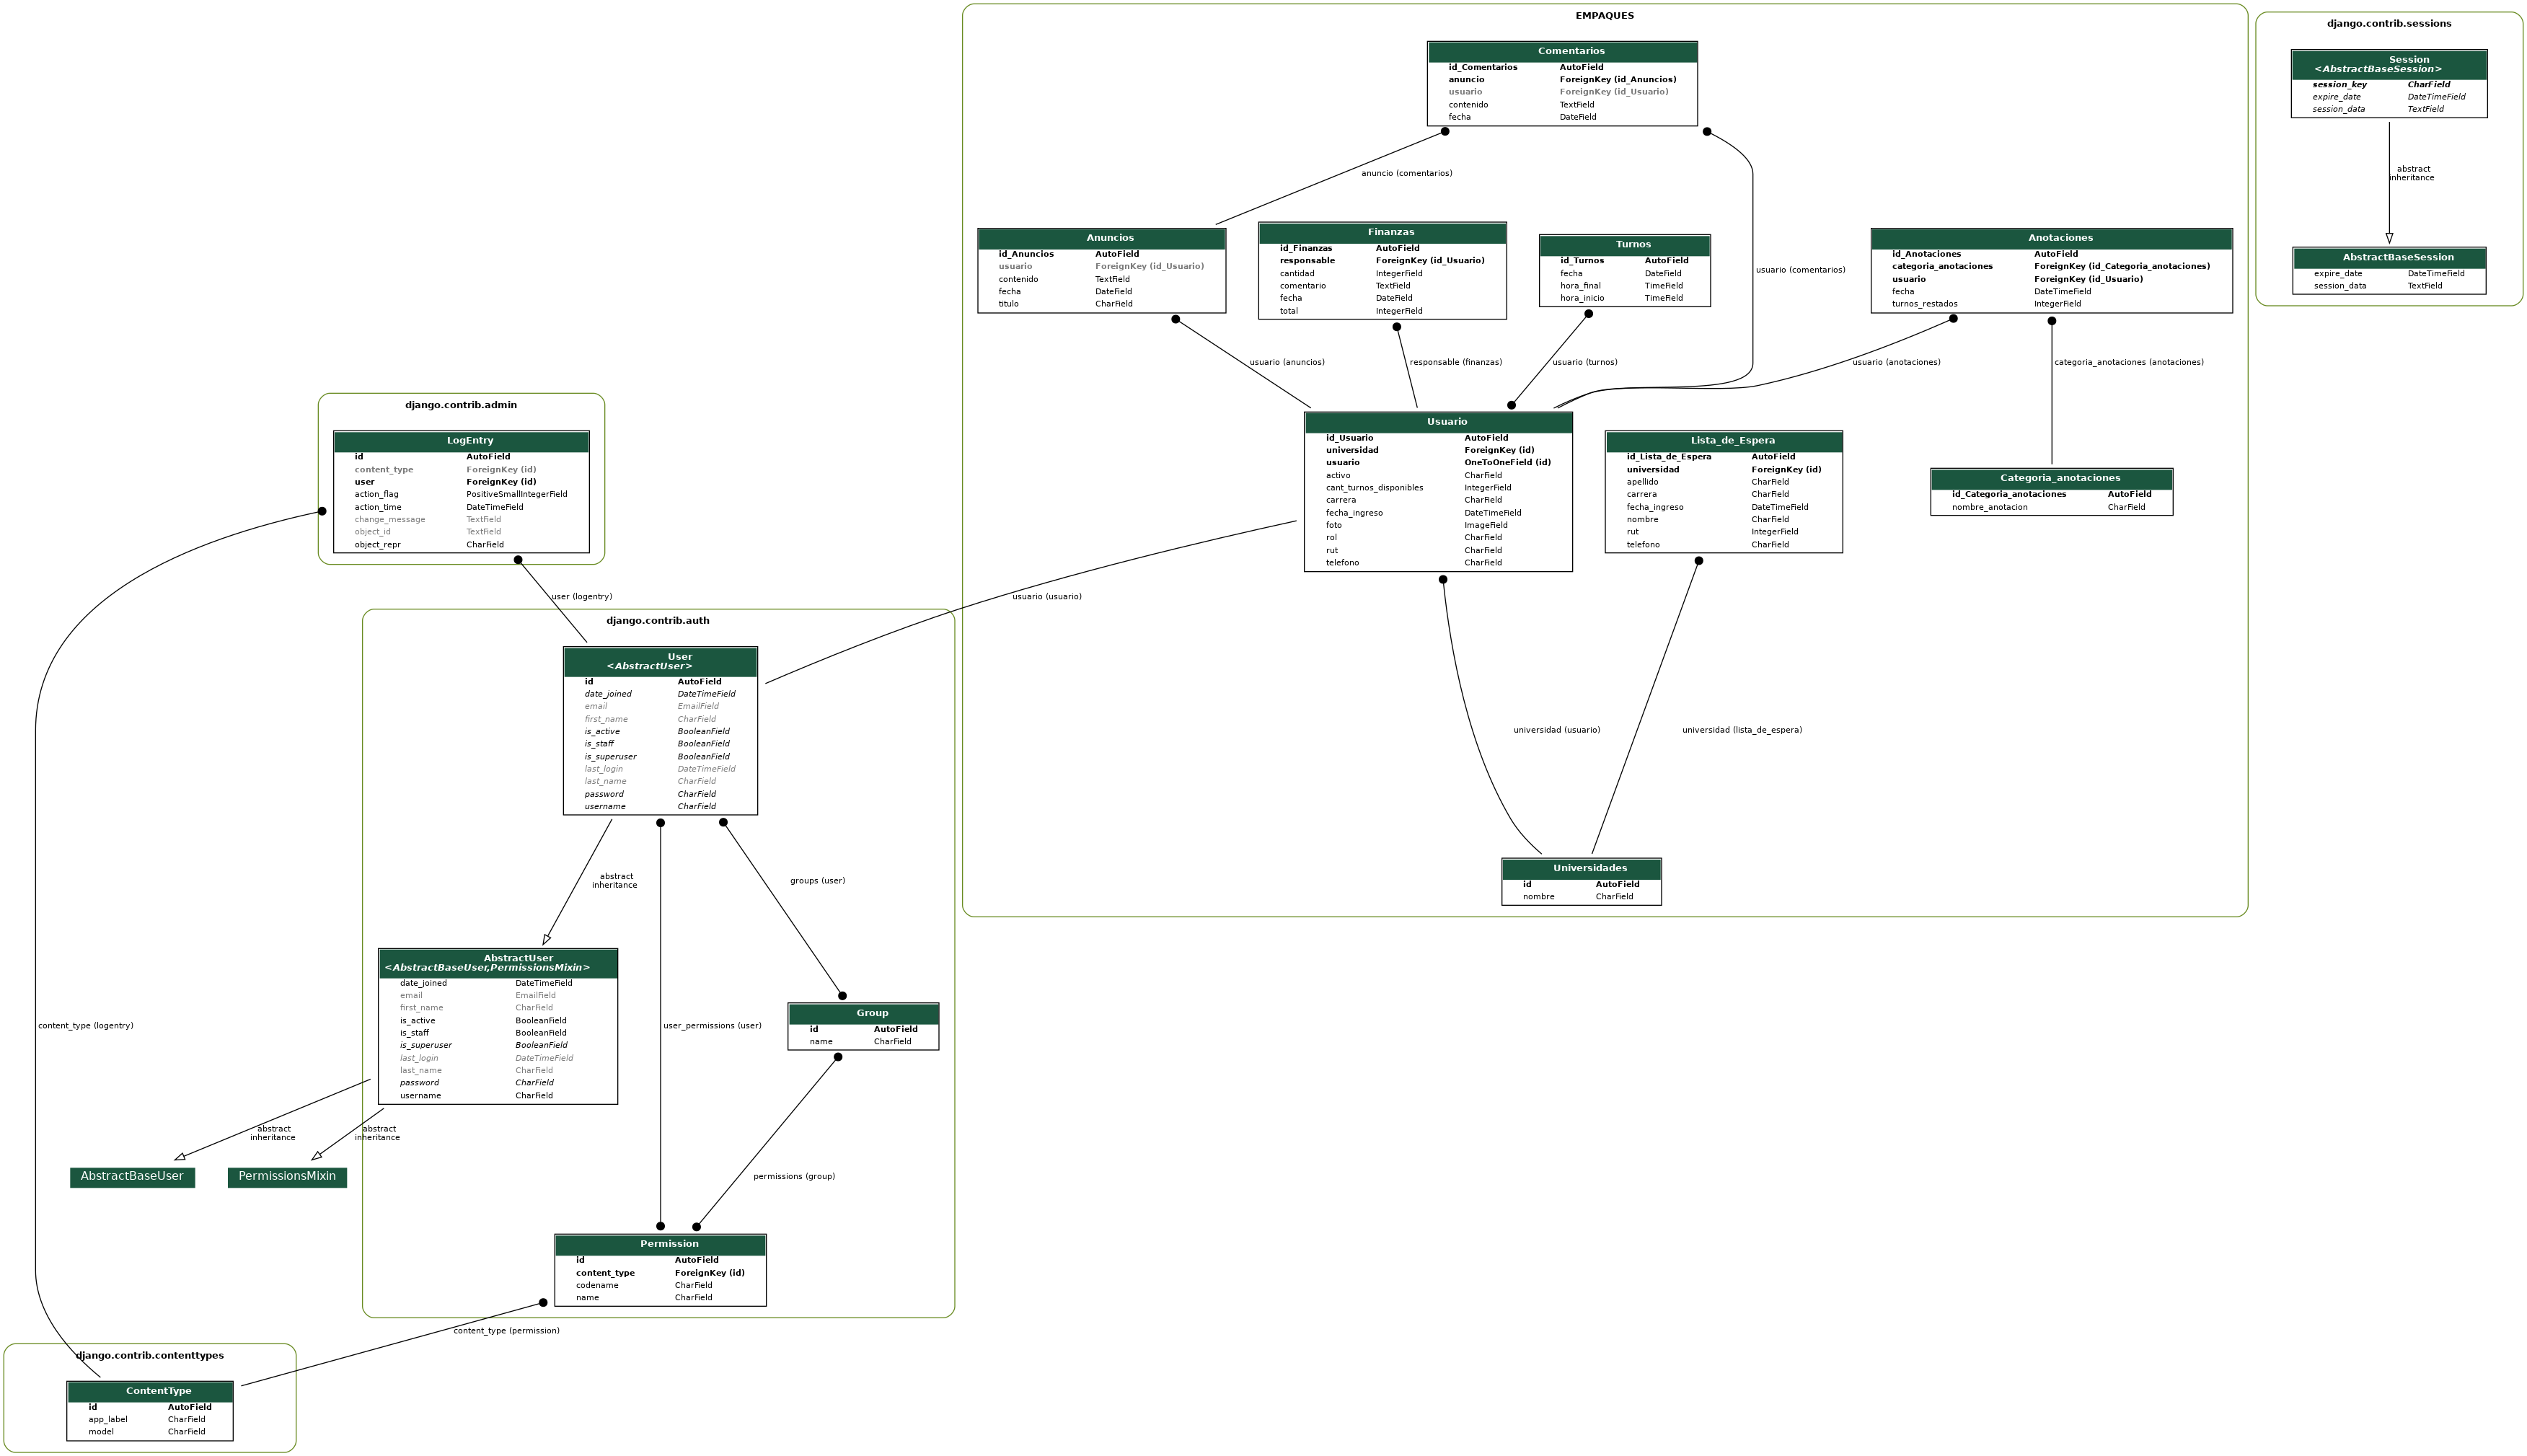 EMPAQUES
Comentarios
id_Comentarios AutoField
anuncio ForeignKey (id_Anuncios)
usuario ForeignKey (id_Usuario)
contenido TextField
fecha DateField
anuncio (comentarios)
usuario (comentarios)
Anuncios
id_Anuncios AutoField
usuario ForeignKey (id_Usuario)
contenido TextField
fecha DateField
titulo CharField
Finanzas
id_Finanzas AutoField
responsable ForeignKey (id_Usuario)
cantidad IntegerField
comentario TextField
fecha DateField
total IntegerField
Turnos
id_Turnos AutoField
fecha DateField
hora_final TimeField
hora_inicio TimeField
Anotaciones
id_Anotaciones AutoField
categoria_anotaciones ForeignKey (id_Categoria_anotaciones)
usuario ForeignKey (id_Usuario)
fecha DateTimeField
turnos_restados IntegerField
usuario (anuncios)
responsable (finanzas)
usuario (turnos)
usuario (anotaciones)
categoria_anotaciones (anotaciones)
Usuario
id_Usuario AutoField
universidad ForeignKey (id)
usuario OneToOneField (id)
activo CharField
cant_turnos_disponibles IntegerField
carrera CharField
fecha_ingreso DateTimeField
foto ImageField
rol CharField
rut CharField
telefono CharField
Lista_de_Espera
id_Lista_de_Espera AutoField
universidad ForeignKey (id)
apellido CharField
carrera CharField
fecha_ingreso DateTimeField
nombre CharField
rut IntegerField
telefono CharField
Categoria_anotaciones
id_Categoria_anotaciones AutoField
nombre_anotacion CharField
usuario (usuario)
universidad (usuario)
universidad (lista_de_espera)
Universidades
id AutoField
nombre CharField
django.contrib.sessions
Session
<AbstractBaseSession>
session_key CharField
expire_date DateTimeField
session_data TextField
abstract
inheritance
AbstractBaseSession
expire_date DateTimeField
session_data TextField
django.contrib.admin
LogEntry
id AutoField
content_type ForeignKey (id)
user ForeignKey (id)
action_flag PositiveSmallIntegerField
action_time DateTimeField
change_message TextField
object_id TextField
object_repr CharField
user (logentry)
content_type (logentry)
django.contrib.auth
User
<AbstractUser>
id AutoField
date_joined DateTimeField
email EmailField
first_name CharField
is_active BooleanField
is_staff BooleanField
is_superuser BooleanField
last_login DateTimeField
last_name CharField
password CharField
username CharField
abstract
inheritance
groups (user)
user_permissions (user)
AbstractUser
<AbstractBaseUser,PermissionsMixin>
date_joined DateTimeField
email EmailField
first_name CharField
is_active BooleanField
is_staff BooleanField
is_superuser BooleanField
last_login DateTimeField
last_name CharField
password CharField
username CharField
Group
id AutoField
name CharField
abstract
inheritance
abstract
inheritance
AbstractBaseUser
PermissionsMixin
permissions (group)
Permission
id AutoField
content_type ForeignKey (id)
codename CharField
name CharField
content_type (permission)
django.contrib.contenttypes
ContentType
id AutoField
app_label CharField
model CharField